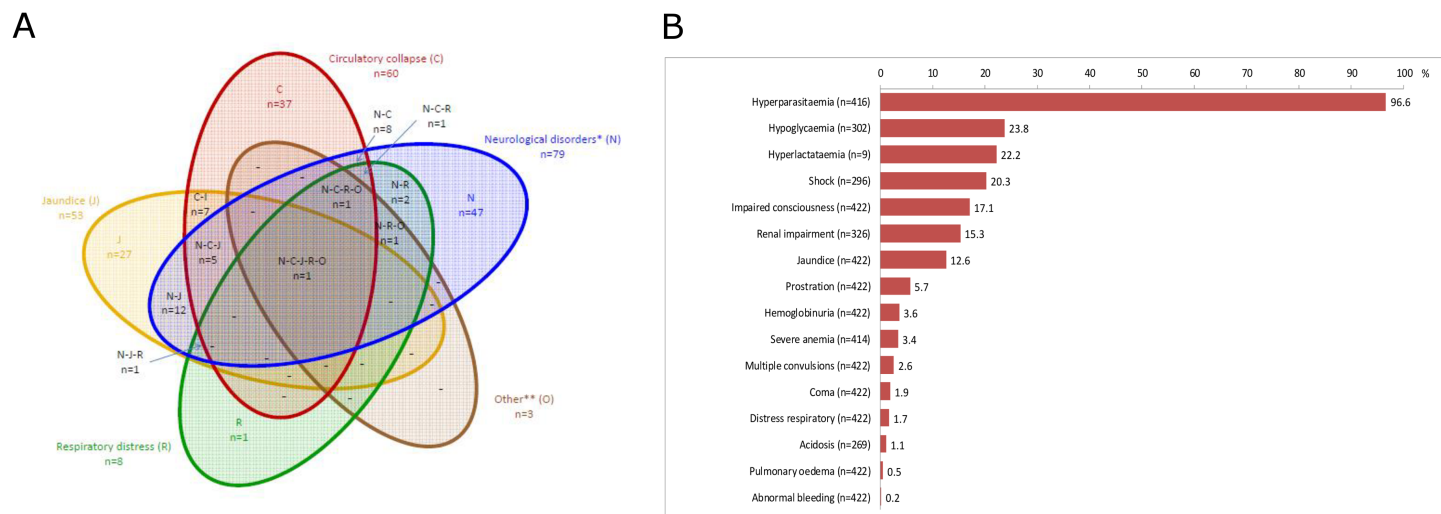 A
Circulatory collapse (C)
n=60
C
n=37
N-C
n=8
N-C-R
n=1
Neurological disorders* (N)
n=79
Jaundice (J)
n=53
J
n=27
C-J
n=7
N-C-R-O
n=1
N-R
n=2
N
n=47
N-R-O
n=1
N-C-J
n=5
N-C-J-R-O
n=1
N-J
n=12
N-J-R
n=1
R
n=1
Respiratory distress (R)
n=8
Other** (O)
n=3
B
0 10 20 30 40 50 60 70 80 90 100 %
Hyperparasitaemia (n=416) 96.6
Hypoglycaemia (n=302) 23.8
Hyperlactataemia (n=9) 22.2
Shock (n=296) 20.3
Impaired consciousness (n=422) 17.1
Renal impairment (n=326) 15.3
Jaundice (n=422) 12.6
Prostration (n=422) 5.7
Hemoglobinuria (n=422) 3.6
Severe anemia (n=414) 3.4
Multiple convulsions (n=422) 2.6
Coma (n=422) 1.9
Distress respiratory (n=422) 1.7
Acidosis (n=269) 1.1
Pulmonary oedema (n=422) 0.5
Abnormal bleeding (n=422) 0.2